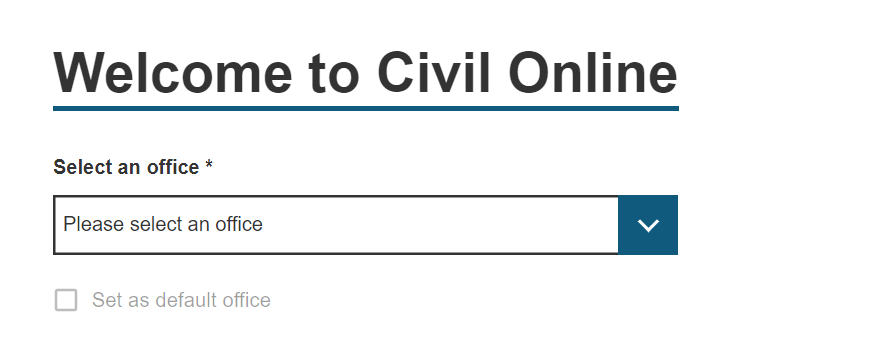 Welcome to Civil Online
Select an office *
Please select an office
Set as default office